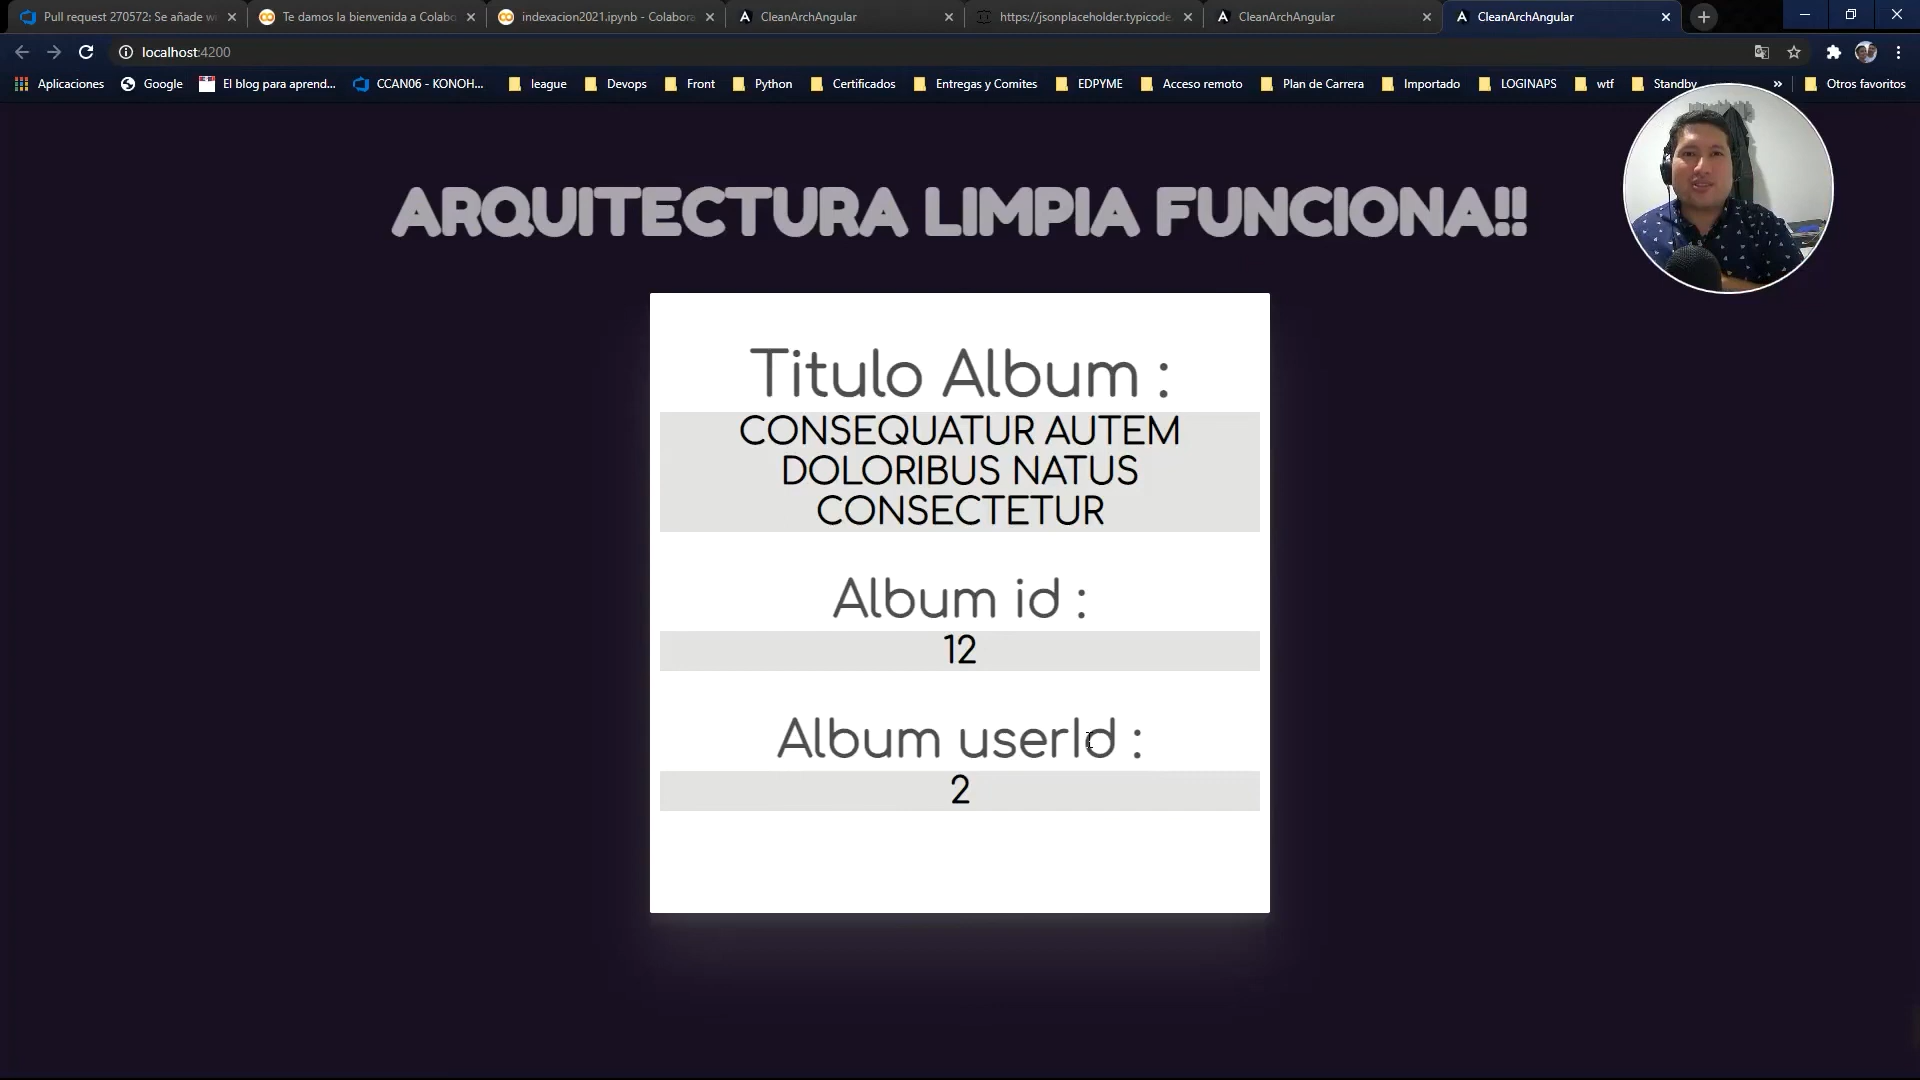 Pull request 270572: Se añade w
Te damos la bienvenida a Colabo
indexacion2021.ipynb - Colabora
CleanArchAngular
https://jsonplaceholder.typicode.
CleanArchAngular
CleanArchAngular
localhost:4200
Aplicaciones
Google
El blog para aprend...
CCAN06 - KONOH...
league
Devops
Front
Python
Certificados
Entregas y Comites
EDPYME
Acceso remoto
Plan de Carrera
Importado
LOGINAPS
wtf
Standby
»
Otros favoritos
ARQUITECTURA LIMPIA FUNCIONA!!
Titulo Album :
CONSEQUATUR AUTEM
DOLORIBUS NATUS
CONSECTETUR
Album id :
12
Album userId :
2